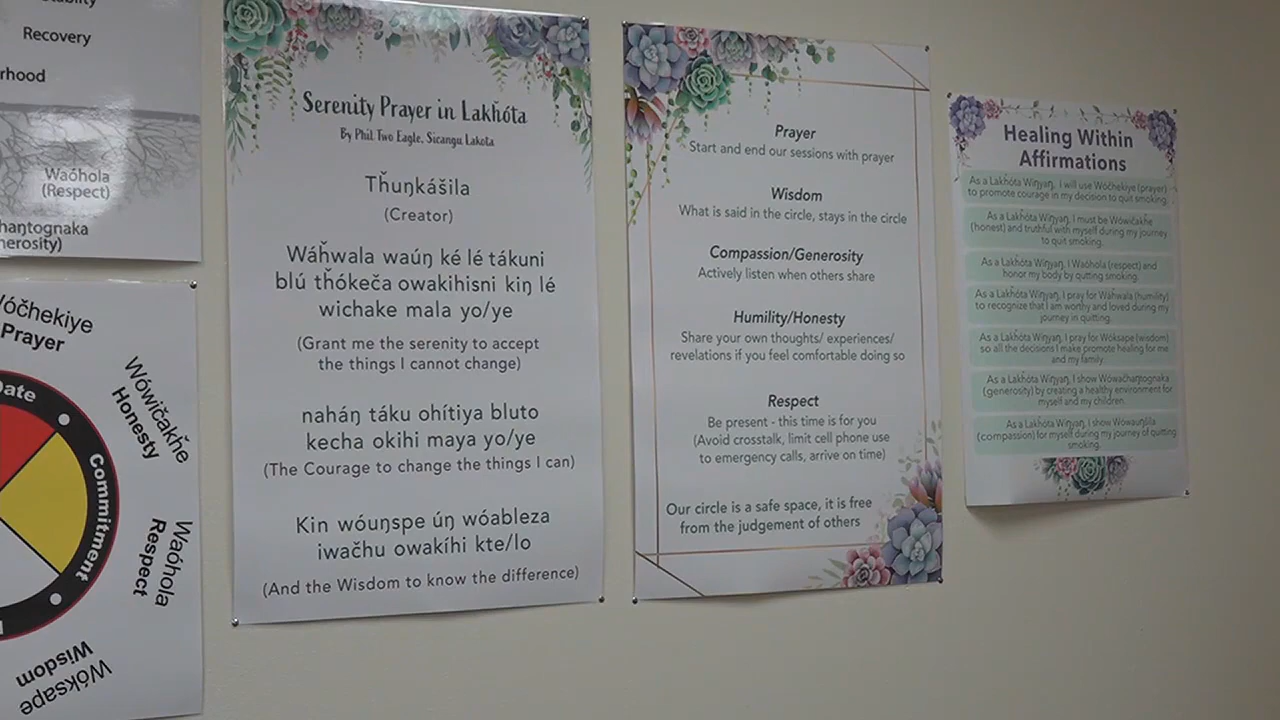 Recovery
Waóhola
(Respect)
Prayer
Wówičakȟe
Honesty
Commitment
Waóhola
Respect
Wisdom
Wóksape
Serenity Prayer in Lakȟóta
By Phil Two Eagle, Sicangu Lakota
Tȟuŋkášila
(Creator)
Wáȟwala waúŋ ké lé tákuni
blú tȟókeča owakihisni kiŋ lé
wichake mala yo/ye
(Grant me the serenity to accept
the things I cannot change)
naháŋ táku ohítiya bluto
kecha okihi maya yo/ye
(The Courage to change the things I can)
Kin wóuŋspe úŋ wóableza
iwačhu owakíhi kte/lo
(And the Wisdom to know the difference)
Prayer
Start and end our sessions with prayer
Wisdom
What is said in the circle, stays in the circle
Compassion/Generosity
Actively listen when others share
Humility/Honesty
Share your own thoughts/ experiences/
revelations if you feel comfortable doing so
Respect
Be present - this time is for you
(Avoid crosstalk, limit cell phone use
to emergency calls, arrive on time)
Our circle is a safe space, it is free
from the judgement of others
Healing Within
Affirmations
As a Lakȟóta Wiŋyaŋ, I will use Wóčhekiye (prayer)
to promote courage in my decision to quit smoking.
As a Lakȟóta Wiŋyaŋ, I must be Wówičakȟe
(honest) and truthful with myself during my journey
to quit smoking.
As a Lakȟóta Wiŋyaŋ, I Waóhola (respect) and
honor my body by quitting smoking.
As a Lakȟóta Wiŋyaŋ, I pray for Wáȟwala (humility)
to recognize that I am worthy and loved during my
journey in quitting.
As a Lakȟóta Wiŋyaŋ, I pray for Wóksape (wisdom)
so all the decisions I make promote healing for me
and my family.
As a Lakȟóta Wiŋyaŋ, I show Wówačhaŋtognaka
(generosity) by creating a healthy environment for
myself and my children.
As a Lakȟóta Wiŋyaŋ, I show Wówauŋšila
(compassion) for myself during my journey of quitting
smoking.